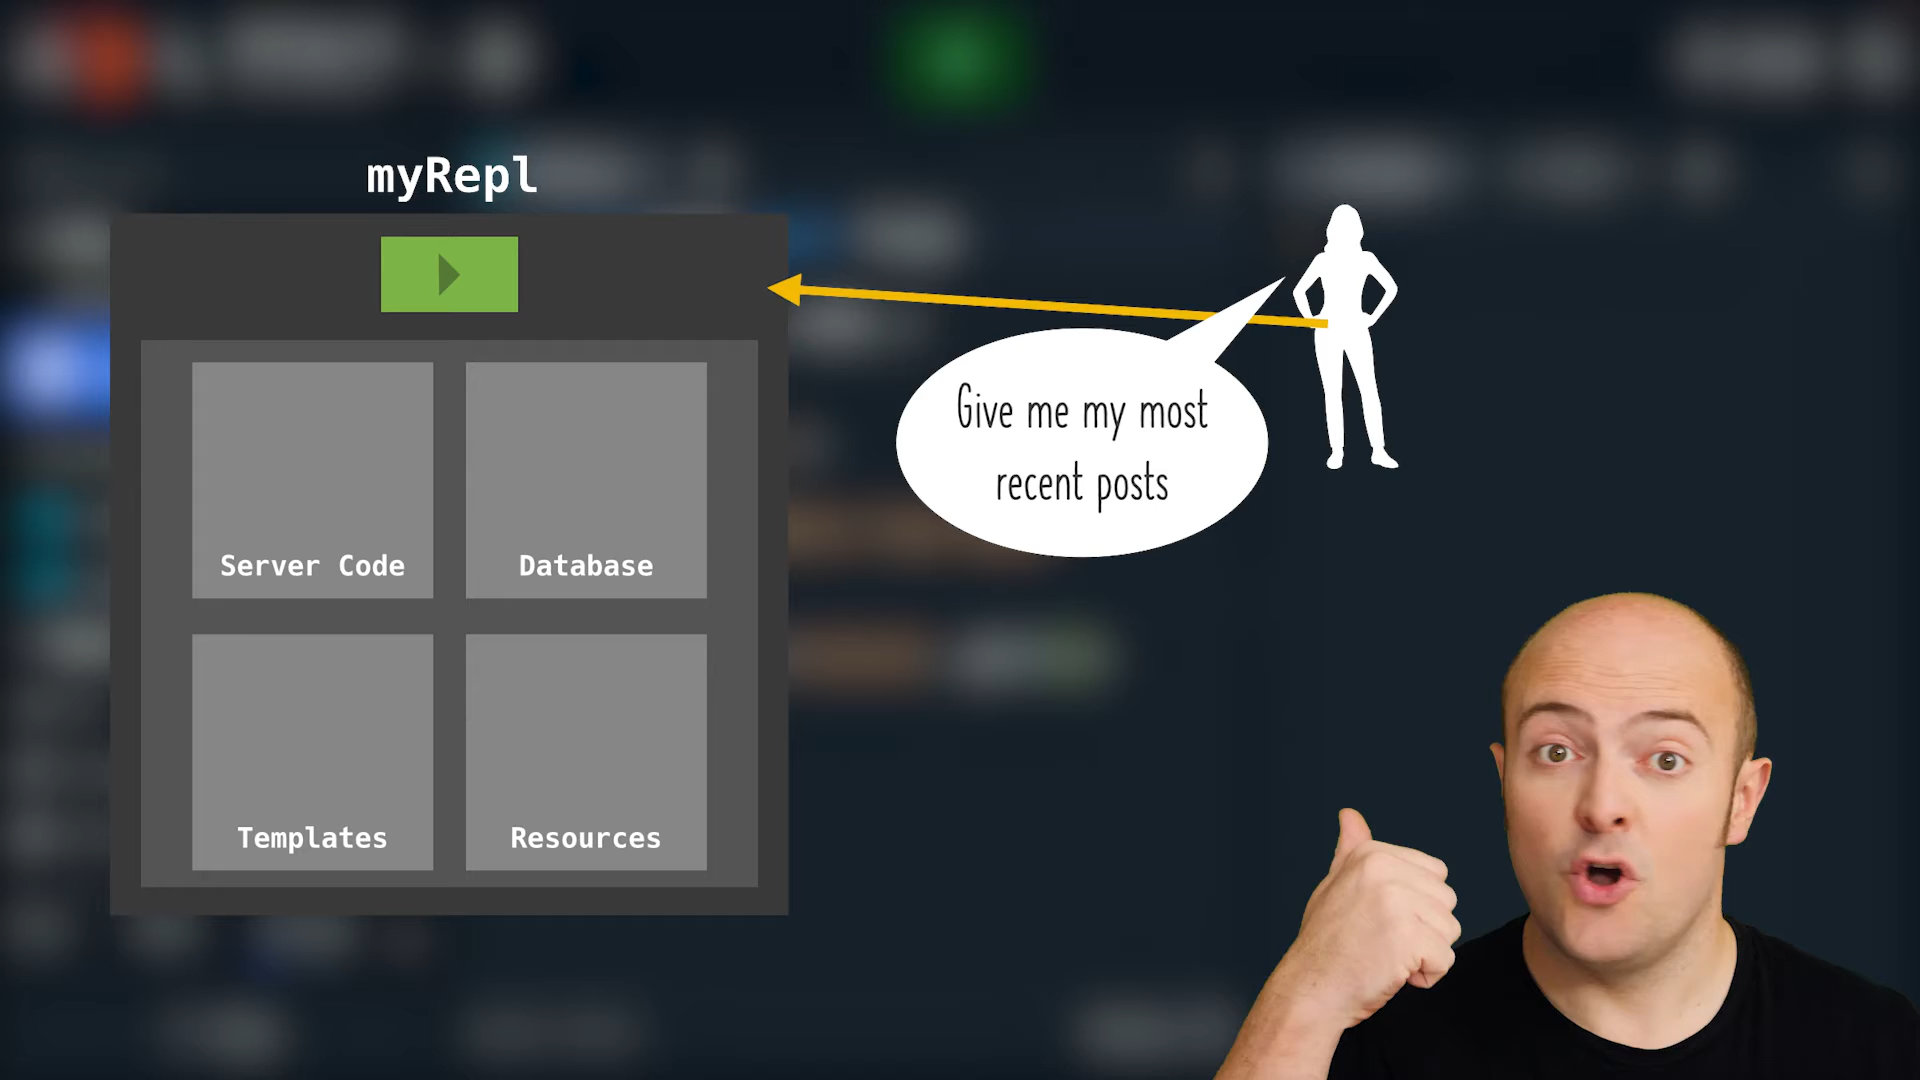 myRepl
Give me my most
recent posts
Server Code
Database
Templates
Resources